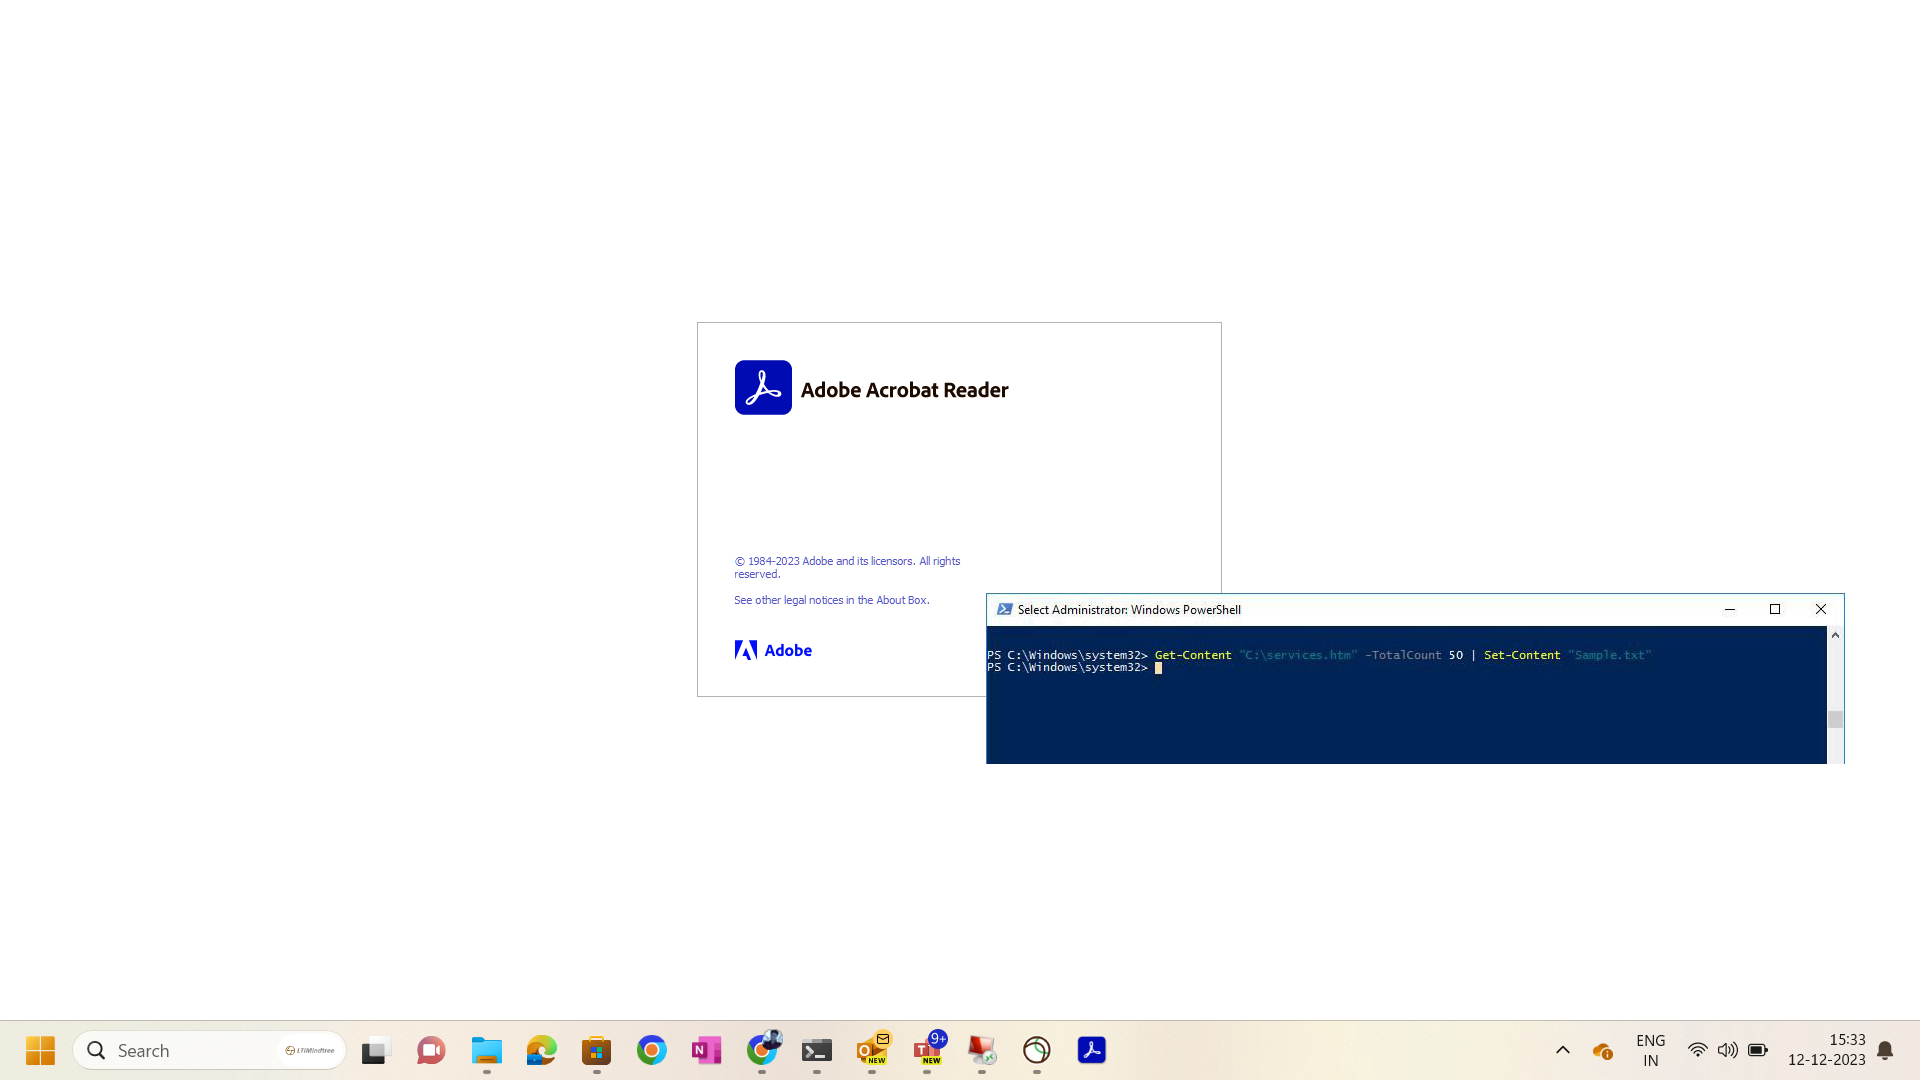 Adobe Acrobat Reader
© 1984-2023 Adobe and its licensors. All rights
reserved.
See other legal notices in the About Box.
Adobe
Select Administrator: Windows PowerShell
PS C:\Windows\system32> Get-Content "C:\services.htm" -TotalCount 50 | Set-Content "Sample.txt"
PS C:\Windows\system32>
Search
LTIMindtree
N
O
NEW
T
9+
NEW
ENG
IN
15:33
12-12-2023